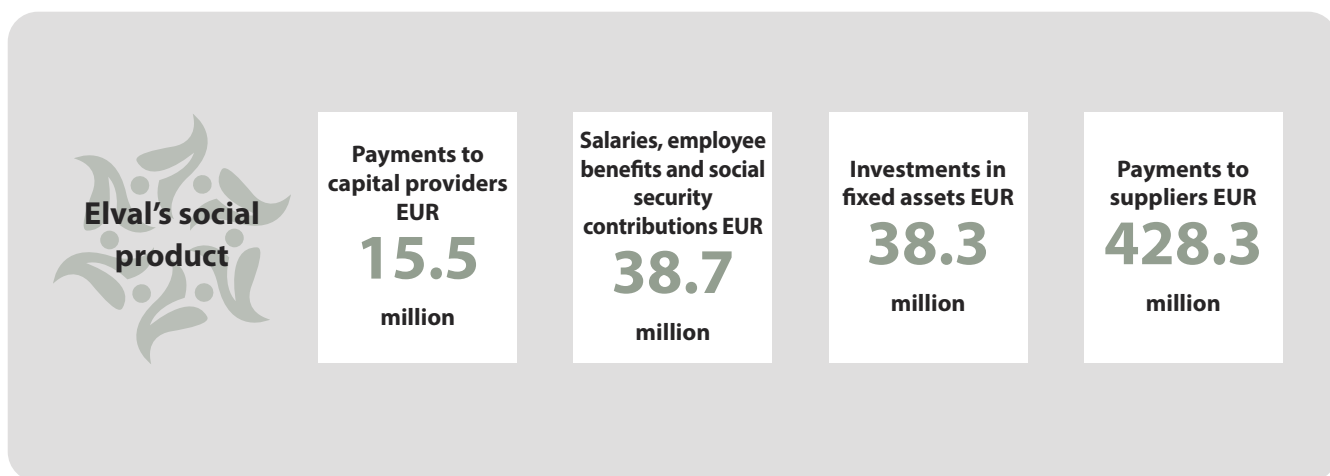 Elval's social
product
Payments to
capital providers
EUR
15.5
million
Salaries, employee
benefits and social
security
contributions EUR
38.7
million
Investments in
fixed assets EUR
38.3
million
Payments to
suppliers EUR
428.3
million